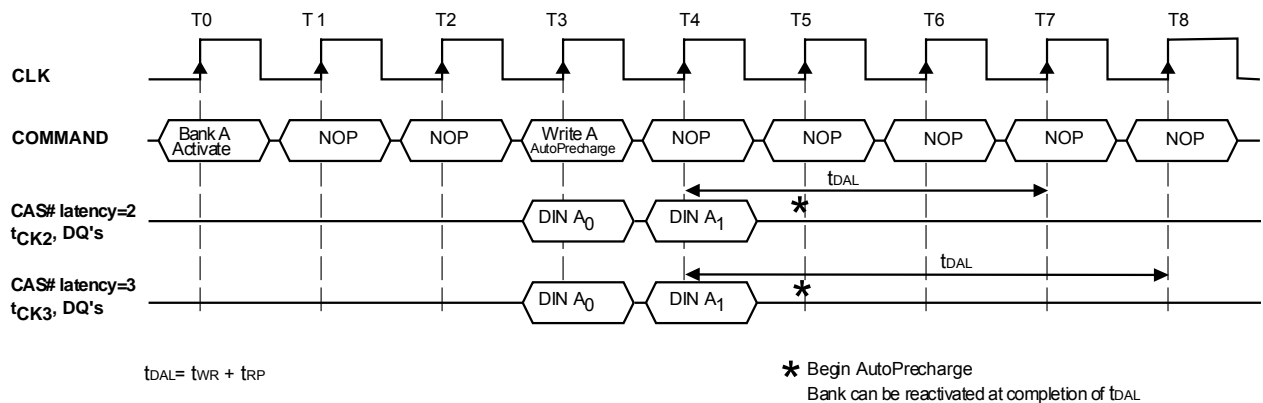 T0 T1 T2 T3 T4 T5 T6 T7 T8
CLK
COMMAND
Bank A
Activate
NOP
NOP
Write A
AutoPrecharge
NOP
NOP
NOP
NOP
NOP
tDAL
CAS# latency=2
tCK2, DQ's
DIN A0
DIN A1
*
tDAL
CAS# latency=3
tCK3, DQ's
DIN A0
DIN A1
*
tDAL= tWR + tRP
* Begin AutoPrecharge
Bank can be reactivated at completion of tDAL